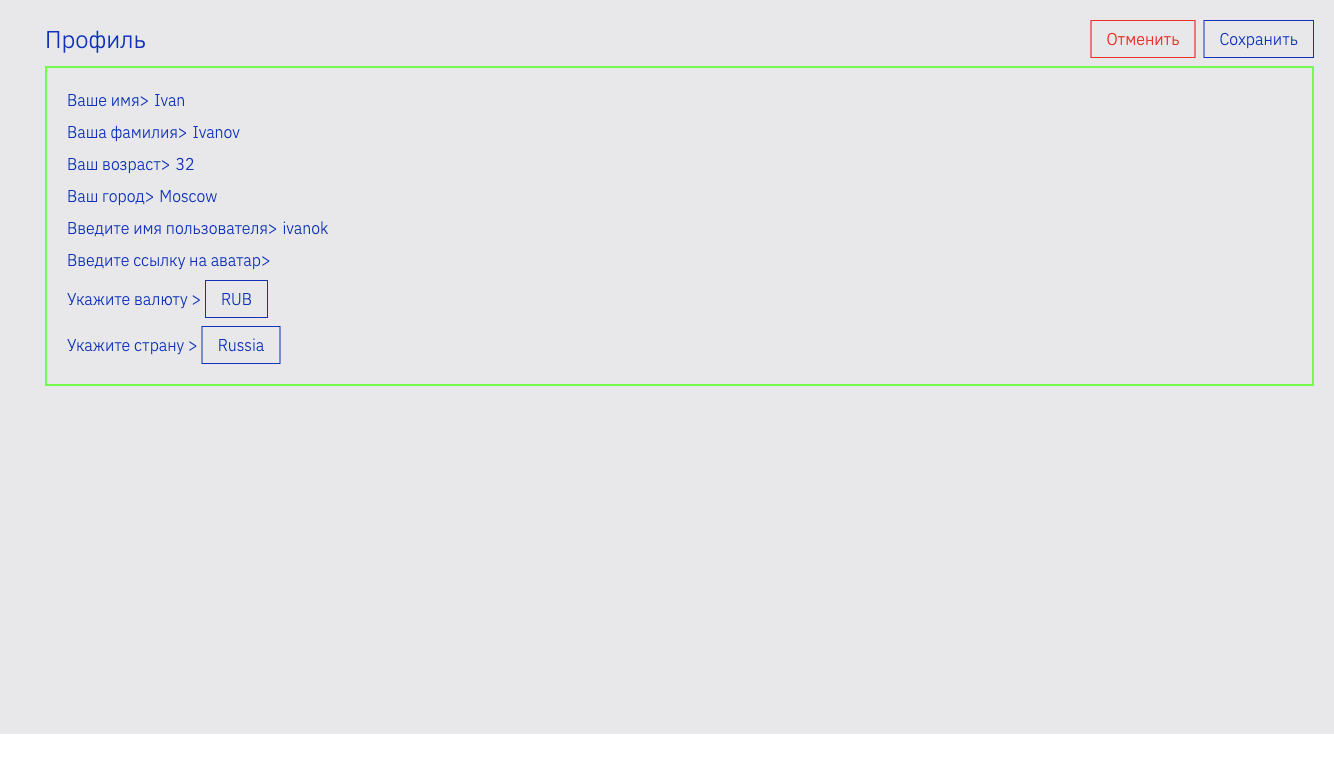 Профиль
Отменить
Сохранить
Ваше имя> Ivan
Ваша фамилия> Ivanov
Ваш возраст> 32
Ваш город> Moscow
Введите имя пользователя> ivanok
Введите ссылку на аватар>
Укажите валюту > RUB
Укажите страну > Russia